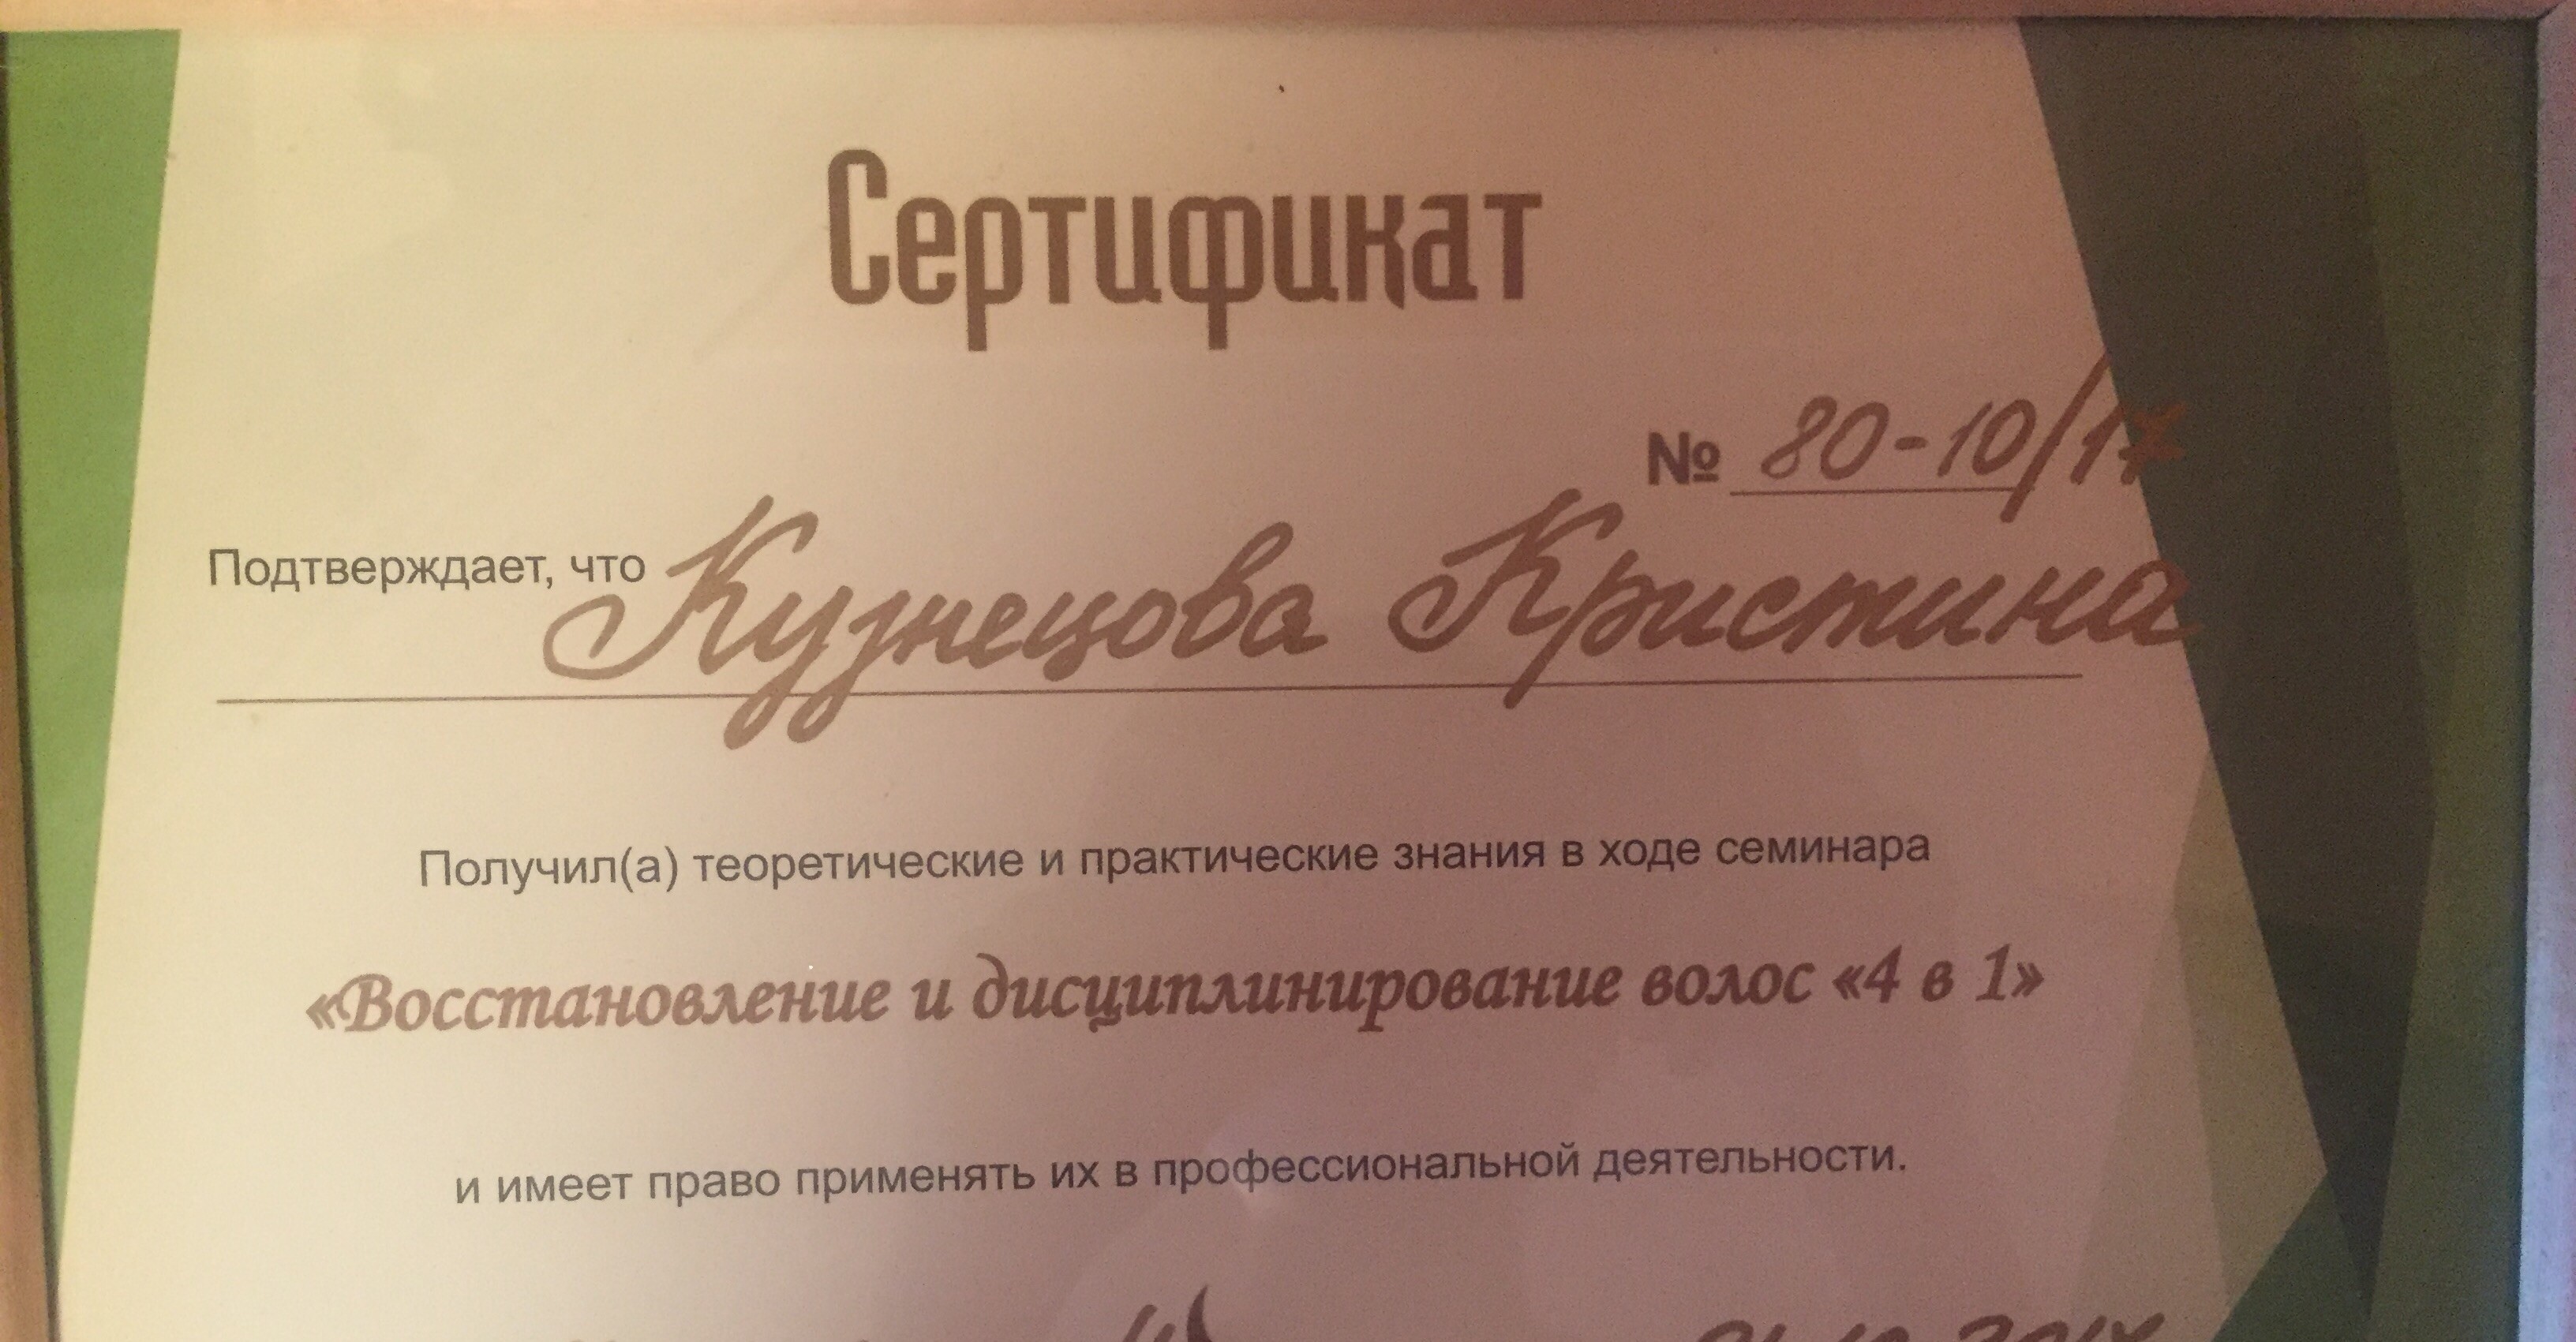 Сертификат
№ 80-10/17
Подтверждает, что Кузнецова Кристина
Получил(а) теоретические и практические знания в ходе семинара
«Восстановление и дисциплинирование волос «4 в 1»
и имеет право применять их в профессиональной деятельности.